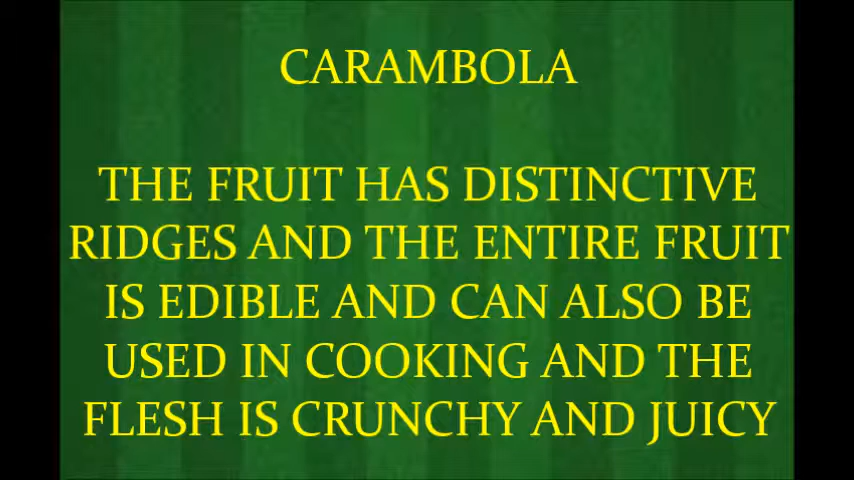 CARAMBOLA
THE FRUIT HAS DISTINCTIVE
RIDGES AND THE ENTIRE FRUIT
IS EDIBLE AND CAN ALSO BE
USED IN COOKING AND THE
FLESH IS CRUNCHY AND JUICY